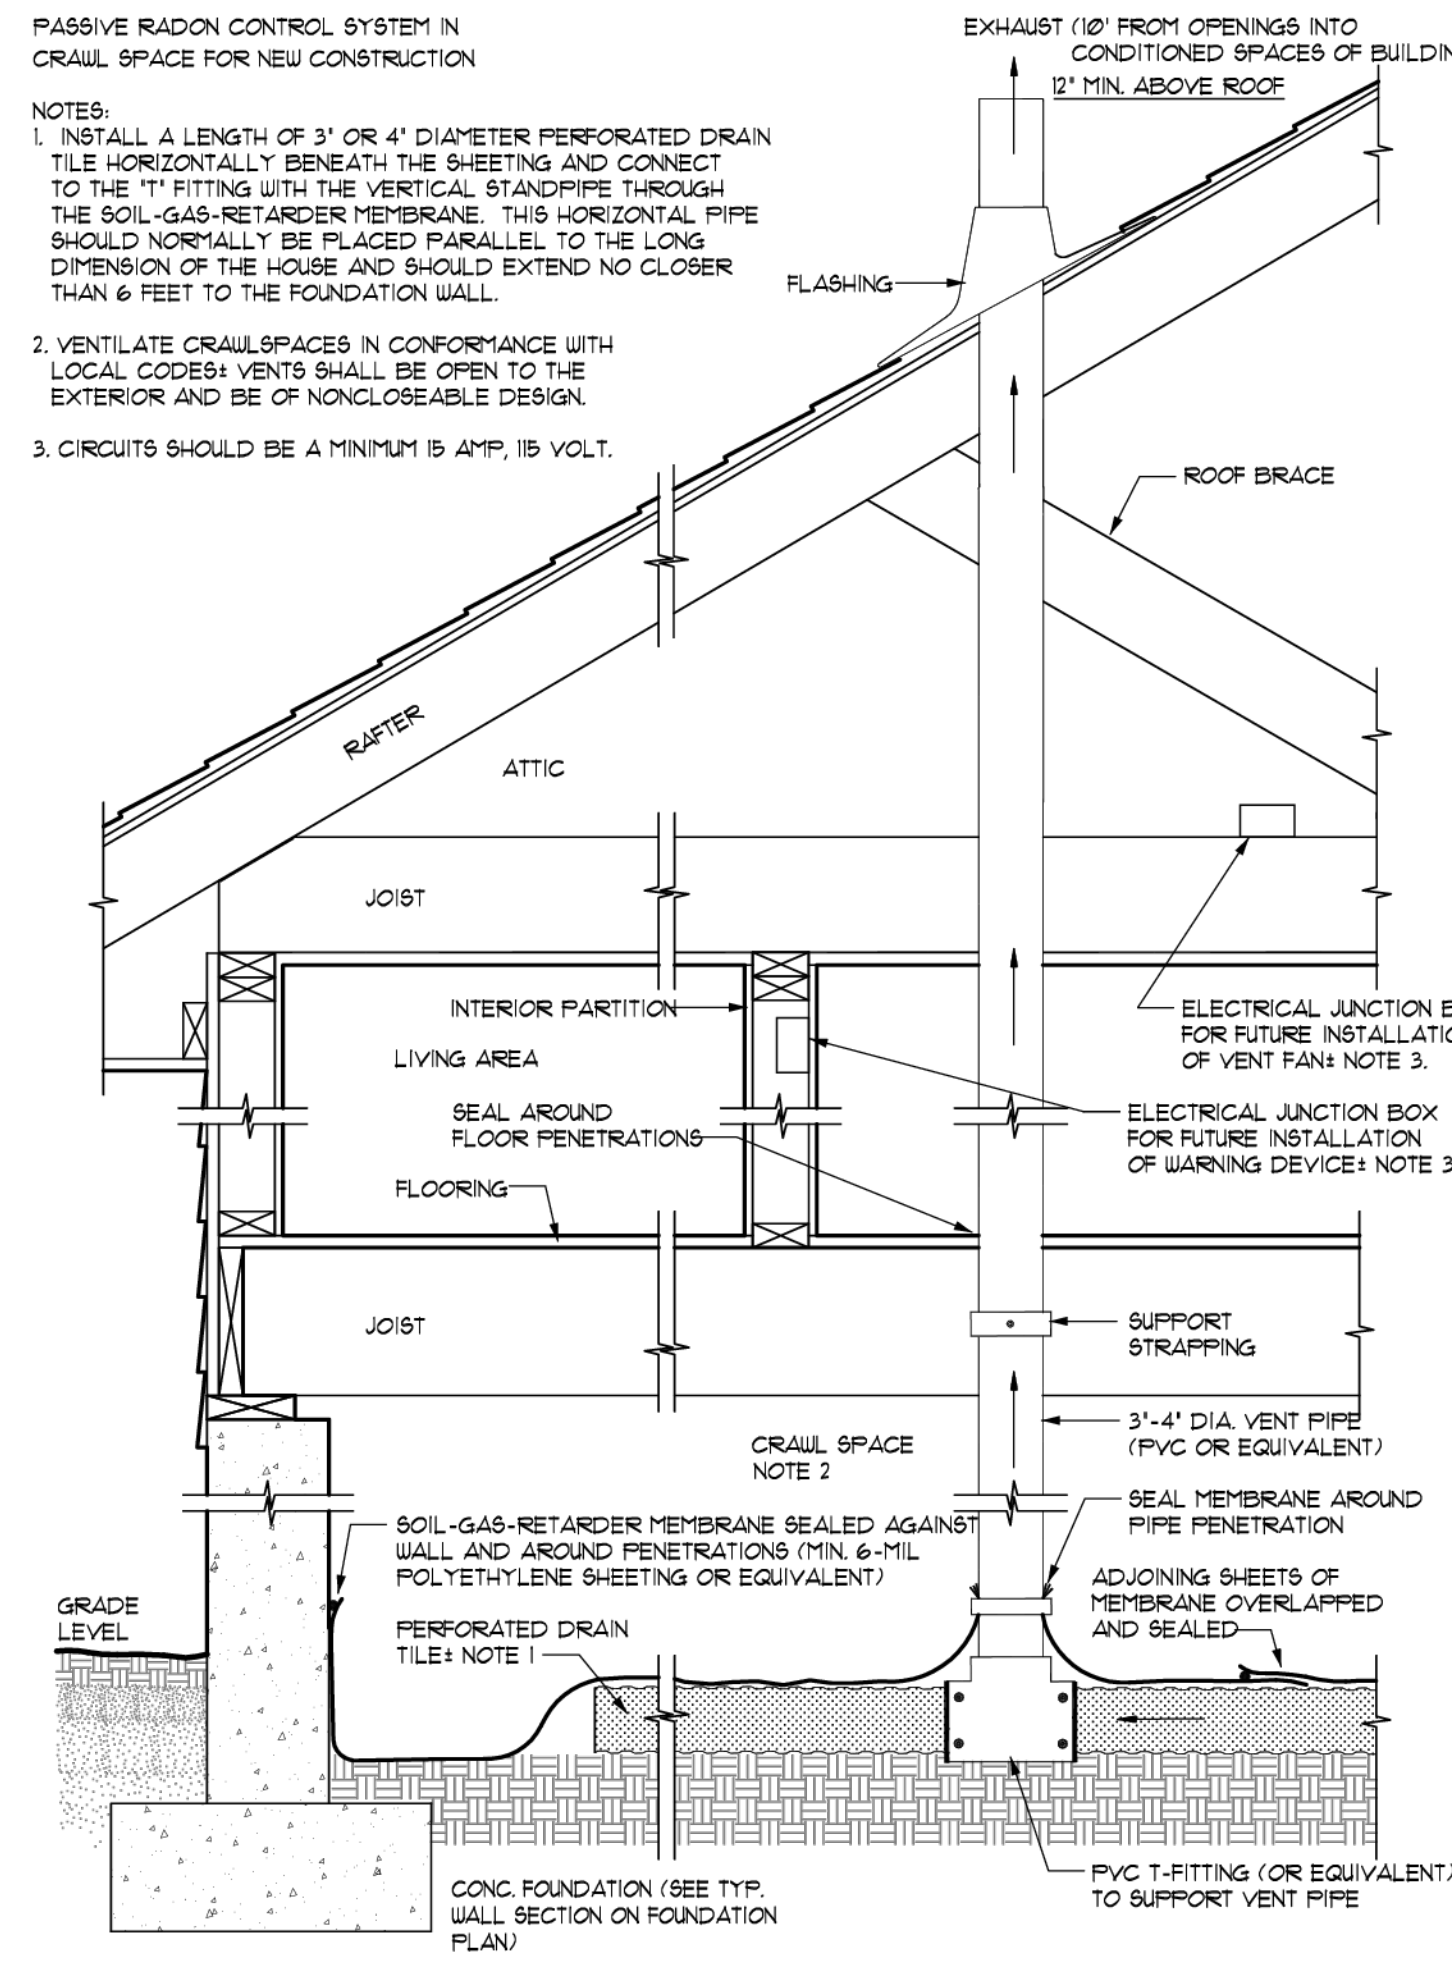 PASSIVE RADON CONTROL SYSTEM IN
CRAWL SPACE FOR NEW CONSTRUCTION
NOTES:
1. INSTALL A LENGTH OF 3" OR 4" DIAMETER PERFORATED DRAIN
TILE HORIZONTALLY BENEATH THE SHEETING AND CONNECT
TO THE "T" FITTING WITH THE VERTICAL STANDPIPE THROUGH
THE SOIL-GAS-RETARDER MEMBRANE. THIS HORIZONTAL PIPE
SHOULD NORMALLY BE PLACED PARALLEL TO THE LONG
DIMENSION OF THE HOUSE AND SHOULD EXTEND NO CLOSER
THAN 6 FEET TO THE FOUNDATION WALL.
2. VENTILATE CRAWLSPACES IN CONFORMANCE WITH
LOCAL CODES± VENTS SHALL BE OPEN TO THE
EXTERIOR AND BE OF NONCLOSEABLE DESIGN.
3. CIRCUITS SHOULD BE A MINIMUM 15 AMP, 115 VOLT.
EXHAUST (10' FROM OPENINGS INTO
CONDITIONED SPACES OF BUILDIN
12" MIN. ABOVE ROOF
FLASHING
ROOF BRACE
RAFTER
ATTIC
JOIST
INTERIOR PARTITION
LIVING AREA
SEAL AROUND
FLOOR PENETRATIONS
FLOORING
ELECTRICAL JUNCTION B
FOR FUTURE INSTALLATIO
OF VENT FAN± NOTE 3.
ELECTRICAL JUNCTION BOX
FOR FUTURE INSTALLATION
OF WARNING DEVICE± NOTE 3
JOIST
SUPPORT
STRAPPING
3"-4" DIA. VENT PIPE
(PVC OR EQUIVALENT)
CRAWL SPACE
NOTE 2
SEAL MEMBRANE AROUND
PIPE PENETRATION
SOIL-GAS-RETARDER MEMBRANE SEALED AGAINST
WALL AND AROUND PENETRATIONS (MIN. 6-MIL
POLYETHYLENE SHEETING OR EQUIVALENT)
ADJOINING SHEETS OF
MEMBRANE OVERLAPPED
AND SEALED
GRADE
LEVEL
PERFORATED DRAIN
TILE± NOTE 1
PVC T-FITTING (OR EQUIVALENT)
TO SUPPORT VENT PIPE
CONC. FOUNDATION (SEE TYP.
WALL SECTION ON FOUNDATION
PLAN)